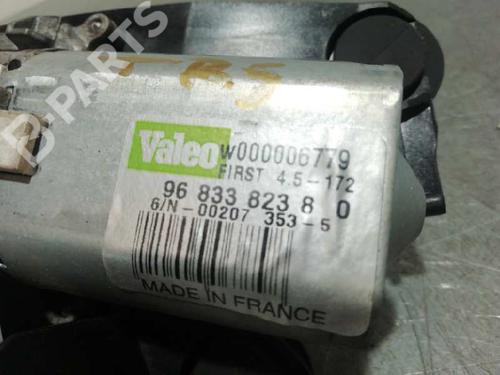 B-PARTS
TRS
Valeo
W000006779
FIRST 4.5-172
96 833 823 8 0
6/N-00207 353-5
MADE IN FRANCE